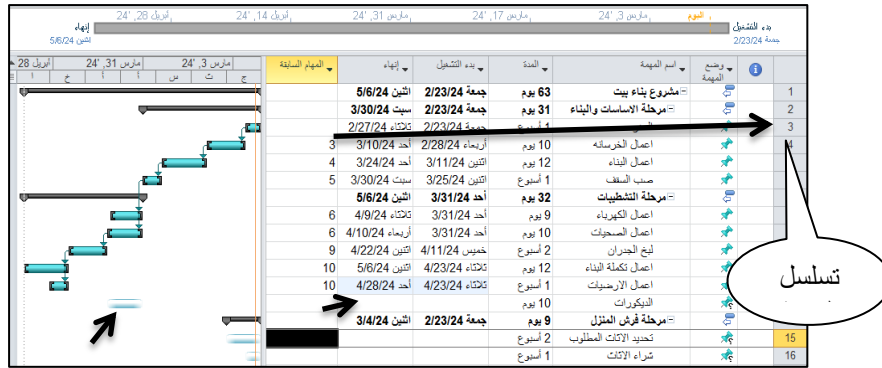 اليوم ,مارس 3, '24 ,مارس 17, '24 ,مارس 31, '24 ,أبريل 14, '24 ,أبريل 28, '24
بدء التشغيل
جمعة 2/23/24
إنهاء
اثنين 5/6/24
وضع المهمة اسم المهمة المدة بدء التشغيل إنهاء المهام السابقة
مارس 3, '24 مارس 31, '24 أبريل 28
ج ث س أ أ خ ا
1 مشروع بناء بيت 63 يوم جمعة 2/23/24 اثنين 5/6/24
2 مرحلة الاساسات والبناء 31 يوم جمعة 2/23/24 سبت 3/30/24
3 1 أسبوع جمعة 2/23/24 ثلاثاء 2/27/24
4 اعمال الخرسانه 10 يوم أربعاء 2/28/24 أحد 3/10/24 3
اعمال البناء 12 يوم اثنين 3/11/24 أحد 3/24/24 4
صب السقف 1 أسبوع اثنين 3/25/24 سبت 3/30/24 5
مرحلة التشطيبات 32 يوم أحد 3/31/24 اثنين 5/6/24
اعمال الكهرباء 9 يوم أحد 3/31/24 ثلاثاء 4/9/24 6
اعمال الصحيات 10 يوم أحد 3/31/24 أربعاء 4/10/24 6
لبخ الجدران 2 أسبوع خميس 4/11/24 اثنين 4/22/24 9
اعمال تكملة البناء 12 يوم ثلاثاء 4/23/24 اثنين 5/6/24 10
اعمال الارضيات 1 أسبوع ثلاثاء 4/23/24 أحد 4/28/24 10
الديكورات 10 يوم
مرحلة فرش المنزل 9 يوم جمعة 2/23/24 اثنين 3/4/24
15 تحديد الاثاث المطلوب 2 أسبوع
16 شراء الاثاث 1 أسبوع
تسلسل